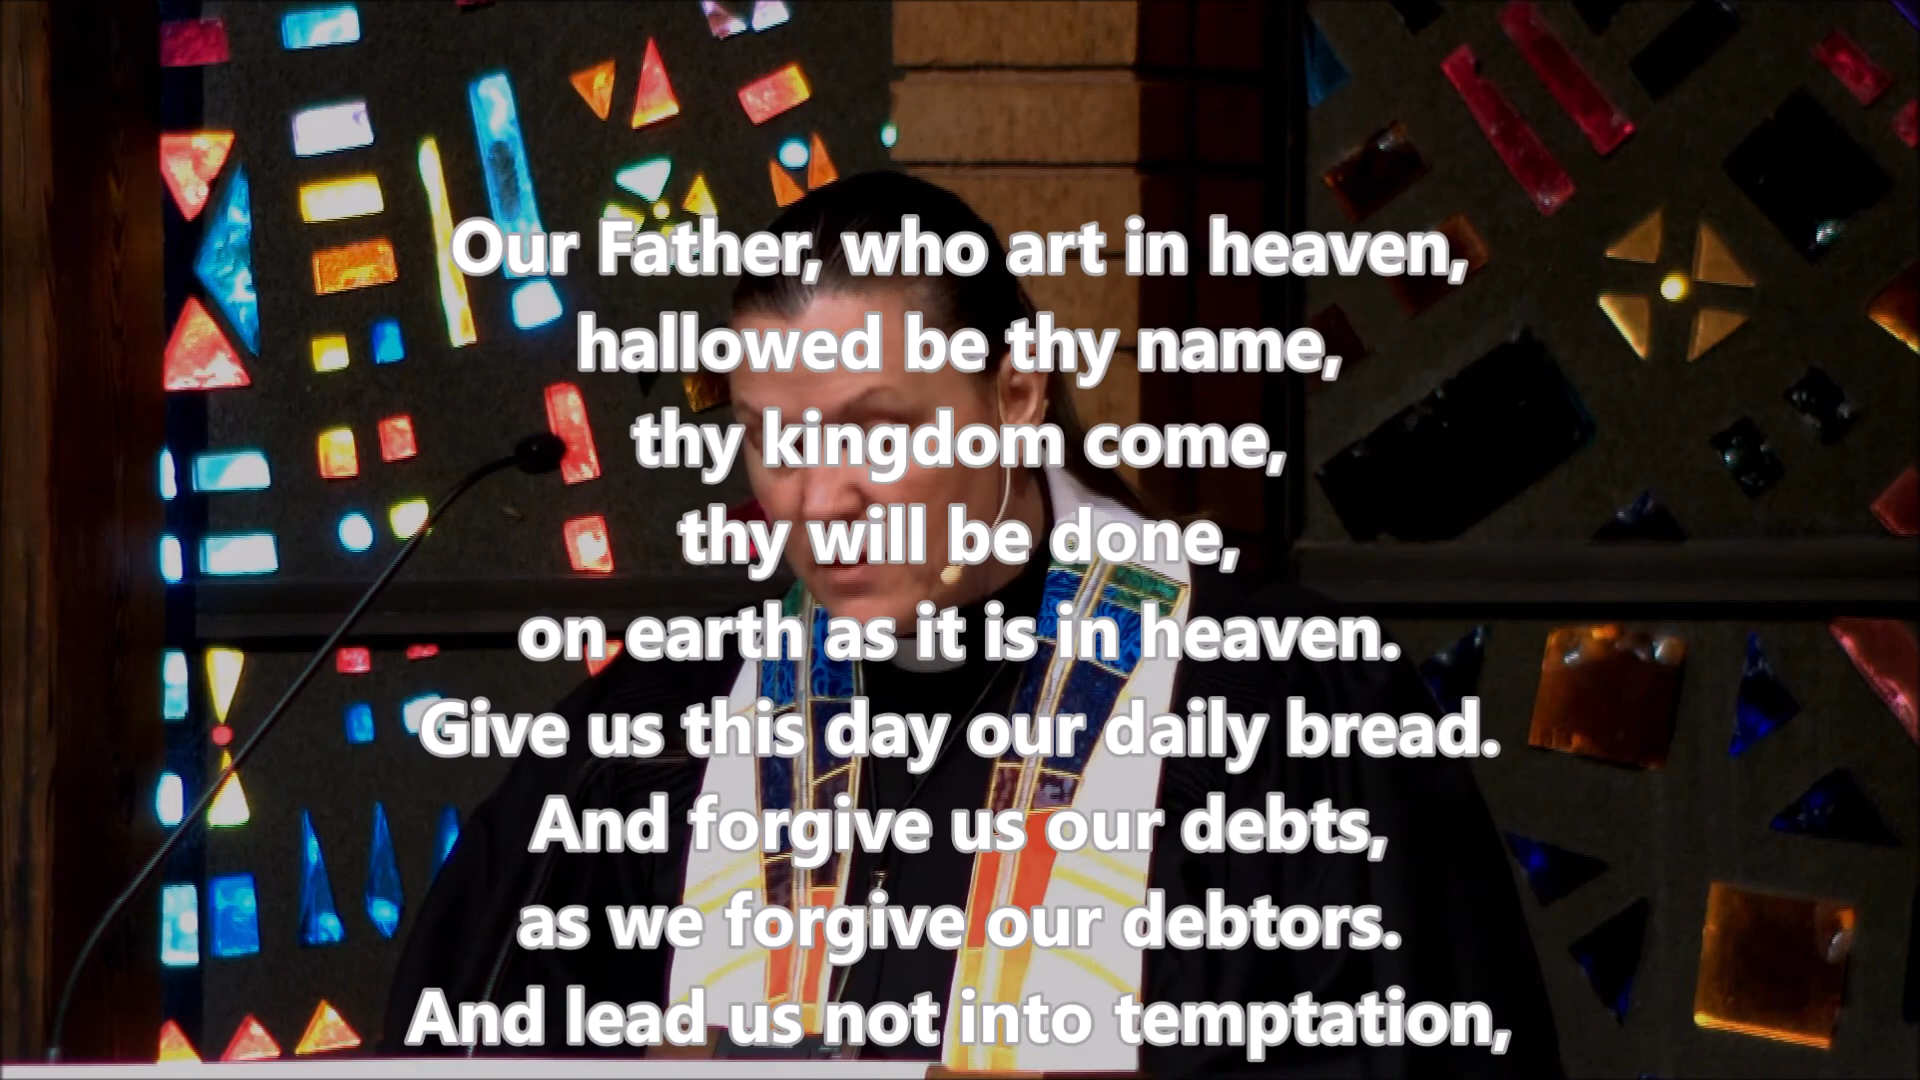 Our Father, who art in heaven,
hallowed be thy name,
thy kingdom come,
thy will be done,
on earth as it is in heaven.
Give us this day our daily bread.
And forgive us our debts,
as we forgive our debtors.
And lead us not into temptation,